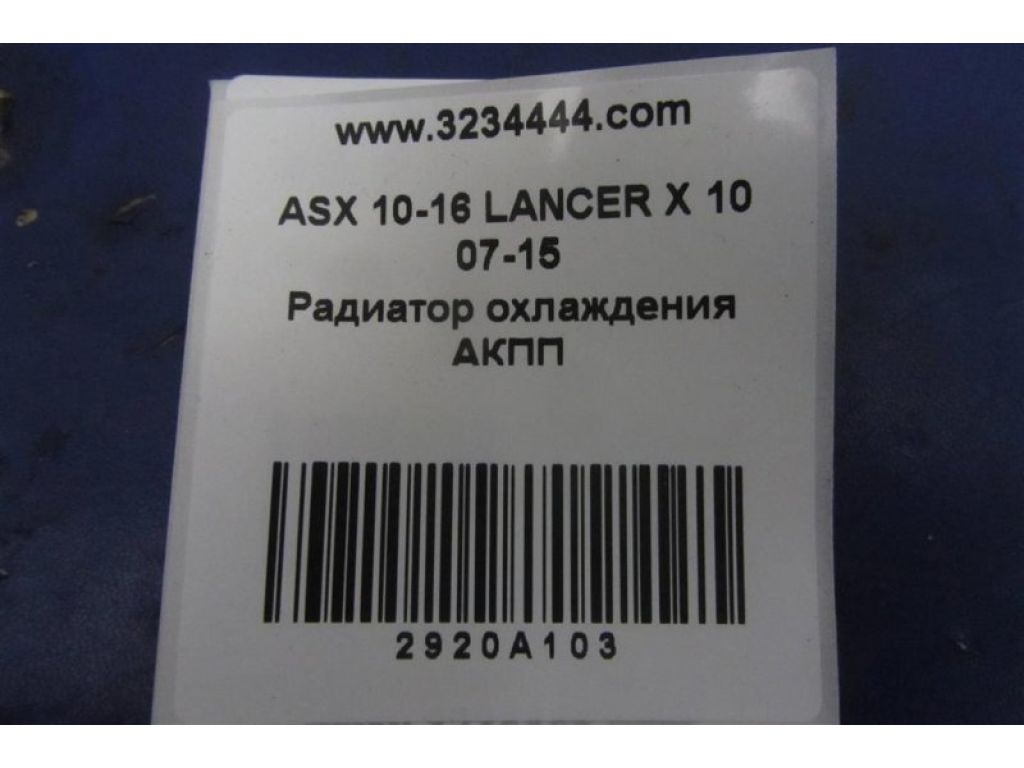 www.3234444.com
ASX 10-16 LANCER X 10
07-15
Радиатор охлаждения
АКПП
2920A103